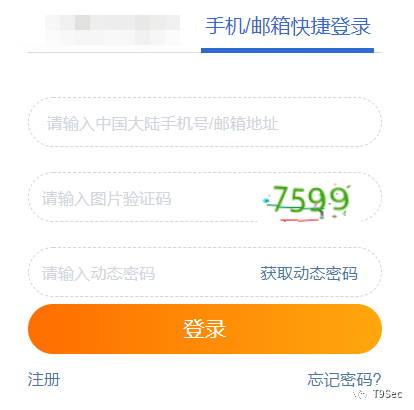 手机/邮箱快捷登录
请输入中国大陆手机号/邮箱地址
请输入图片验证码 7599
请输入动态密码 获取动态密码
登录
注册 忘记密码?
T9Sec